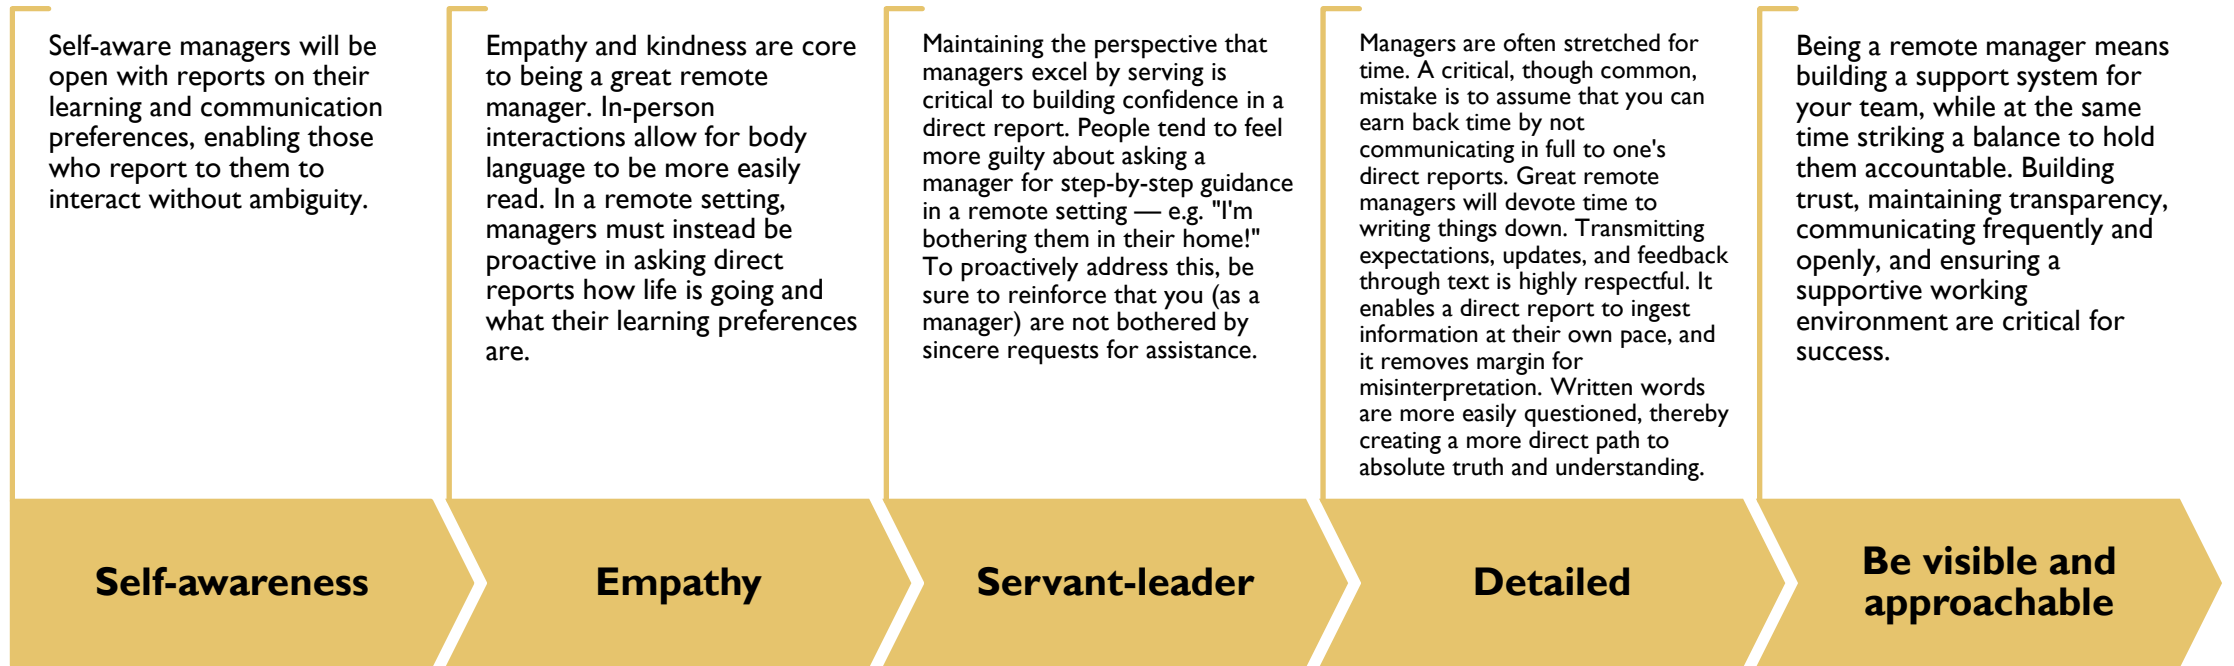 Self-aware managers will be
open with reports on their
learning and communication
preferences, enabling those
who report to them to
interact without ambiguity.
Self-awareness
Empathy and kindness are core
to being a great remote
manager. In-person
interactions allow for body
language to be more easily
read. In a remote setting,
managers must instead be
proactive in asking direct
reports how life is going and
what their learning preferences
are.
Empathy
Maintaining the perspective that
managers excel by serving is
critical to building confidence in a
direct report. People tend to feel
more guilty about asking a
manager for step-by-step guidance
in a remote setting — e.g. "I'm
bothering them in their home!"
To proactively address this, be
sure to reinforce that you (as a
manager) are not bothered by
sincere requests for assistance.
Servant-leader
Managers are often stretched for
time. A critical, though common,
mistake is to assume that you can
earn back time by not
communicating in full to one's
direct reports. Great remote
managers will devote time to
writing things down. Transmitting
expectations, updates, and feedback
through text is highly respectful. It
enables a direct report to ingest
information at their own pace, and
it removes margin for
misinterpretation. Written words
are more easily questioned, thereby
creating a more direct path to
absolute truth and understanding.
Detailed
Being a remote manager means
building a support system for
your team, while at the same
time striking a balance to hold
them accountable. Building
trust, maintaining transparency,
communicating frequently and
openly, and ensuring a
supportive working
environment are critical for
success.
Be visible and
approachable